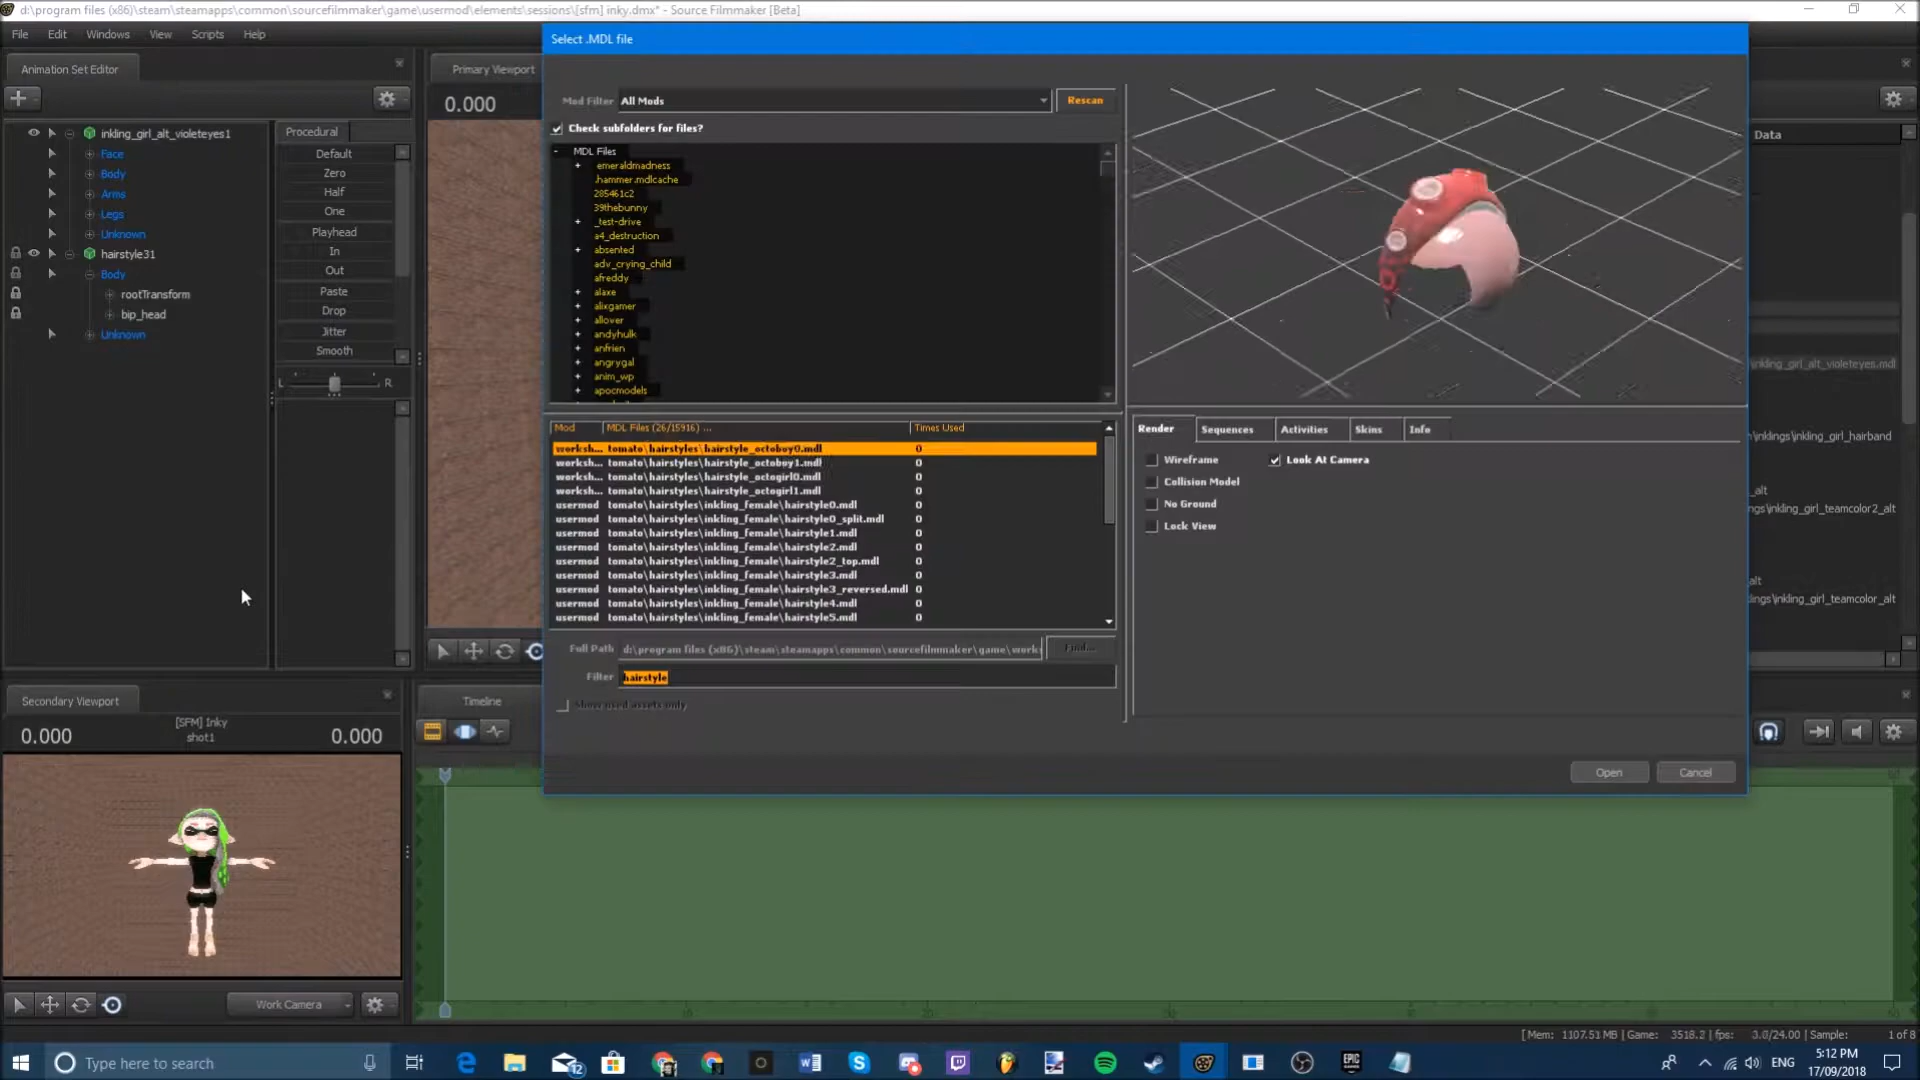 d:\program files (x86)\steam\steamapps\common\sourcefilmmaker\game\usermod\elements\sessions\[sfm] inky.dmx* - Source Filmmaker [Beta]
File Edit Windows View Scripts Help
Select .MDL file
Animation Set Editor
Primary Viewport
0.000
Mod Filter All Mods Rescan
Check subfolders for files?
inkling_girl_alt_violeteyes1
Face
Body
Arms
Legs
Unknown
hairstyle31
Body
rootTransform
bip_head
Unknown
Procedural
Default
Zero
Half
One
Playhead
In
Out
Paste
Drop
Jitter
Smooth
L R
MDL Files
emeraldmadness
.hammer.mdlcache
285461c2
39thebunny
_test-drive
a4_destruction
absented
adv_crying_child
afreddy
alaxe
alixgamer
allover
andyhulk
anfrien
angrygal
anim_wp
apocmodels
Data
inkling_girl_alt_violeteyes.mdl
inklings\inkling_girl_hairband
_alt
ngs\inkling_girl_teamcolor2_alt
alt
ngs\inkling_girl_teamcolor_alt
Mod MDL Files (26/15916) ... Times Used
worksh... tomato\hairstyles\hairstyle_octoboy0.mdl 0
worksh... tomato\hairstyles\hairstyle_octoboy1.mdl 0
worksh... tomato\hairstyles\hairstyle_octogirl0.mdl 0
worksh... tomato\hairstyles\hairstyle_octogirl1.mdl 0
usermod tomato\hairstyles\inkling_female\hairstyle0.mdl 0
usermod tomato\hairstyles\inkling_female\hairstyle0_split.mdl 0
usermod tomato\hairstyles\inkling_female\hairstyle1.mdl 0
usermod tomato\hairstyles\inkling_female\hairstyle2.mdl 0
usermod tomato\hairstyles\inkling_female\hairstyle2_top.mdl 0
usermod tomato\hairstyles\inkling_female\hairstyle3.mdl 0
usermod tomato\hairstyles\inkling_female\hairstyle3_reversed.mdl 0
usermod tomato\hairstyles\inkling_female\hairstyle4.mdl 0
usermod tomato\hairstyles\inkling_female\hairstyle5.mdl 0
Full Path d:\program files (x86)\steam\steamapps\common\sourcefilmmaker\game\works Find...
Filter hairstyle
Show used assets only
Render Sequences Activities Skins Info
Wireframe Look At Camera
Collision Model
No Ground
Lock View
Open Cancel
Secondary Viewport
[SFM] Inky
0.000 shot1 0.000
Timeline
Work Camera
[ Mem: 1107.51 MB | Game: 3518.2 | fps: 3.0/24.00 | Sample: 1 of 8
Type here to search
12
ENG
5:12 PM
17/09/2018